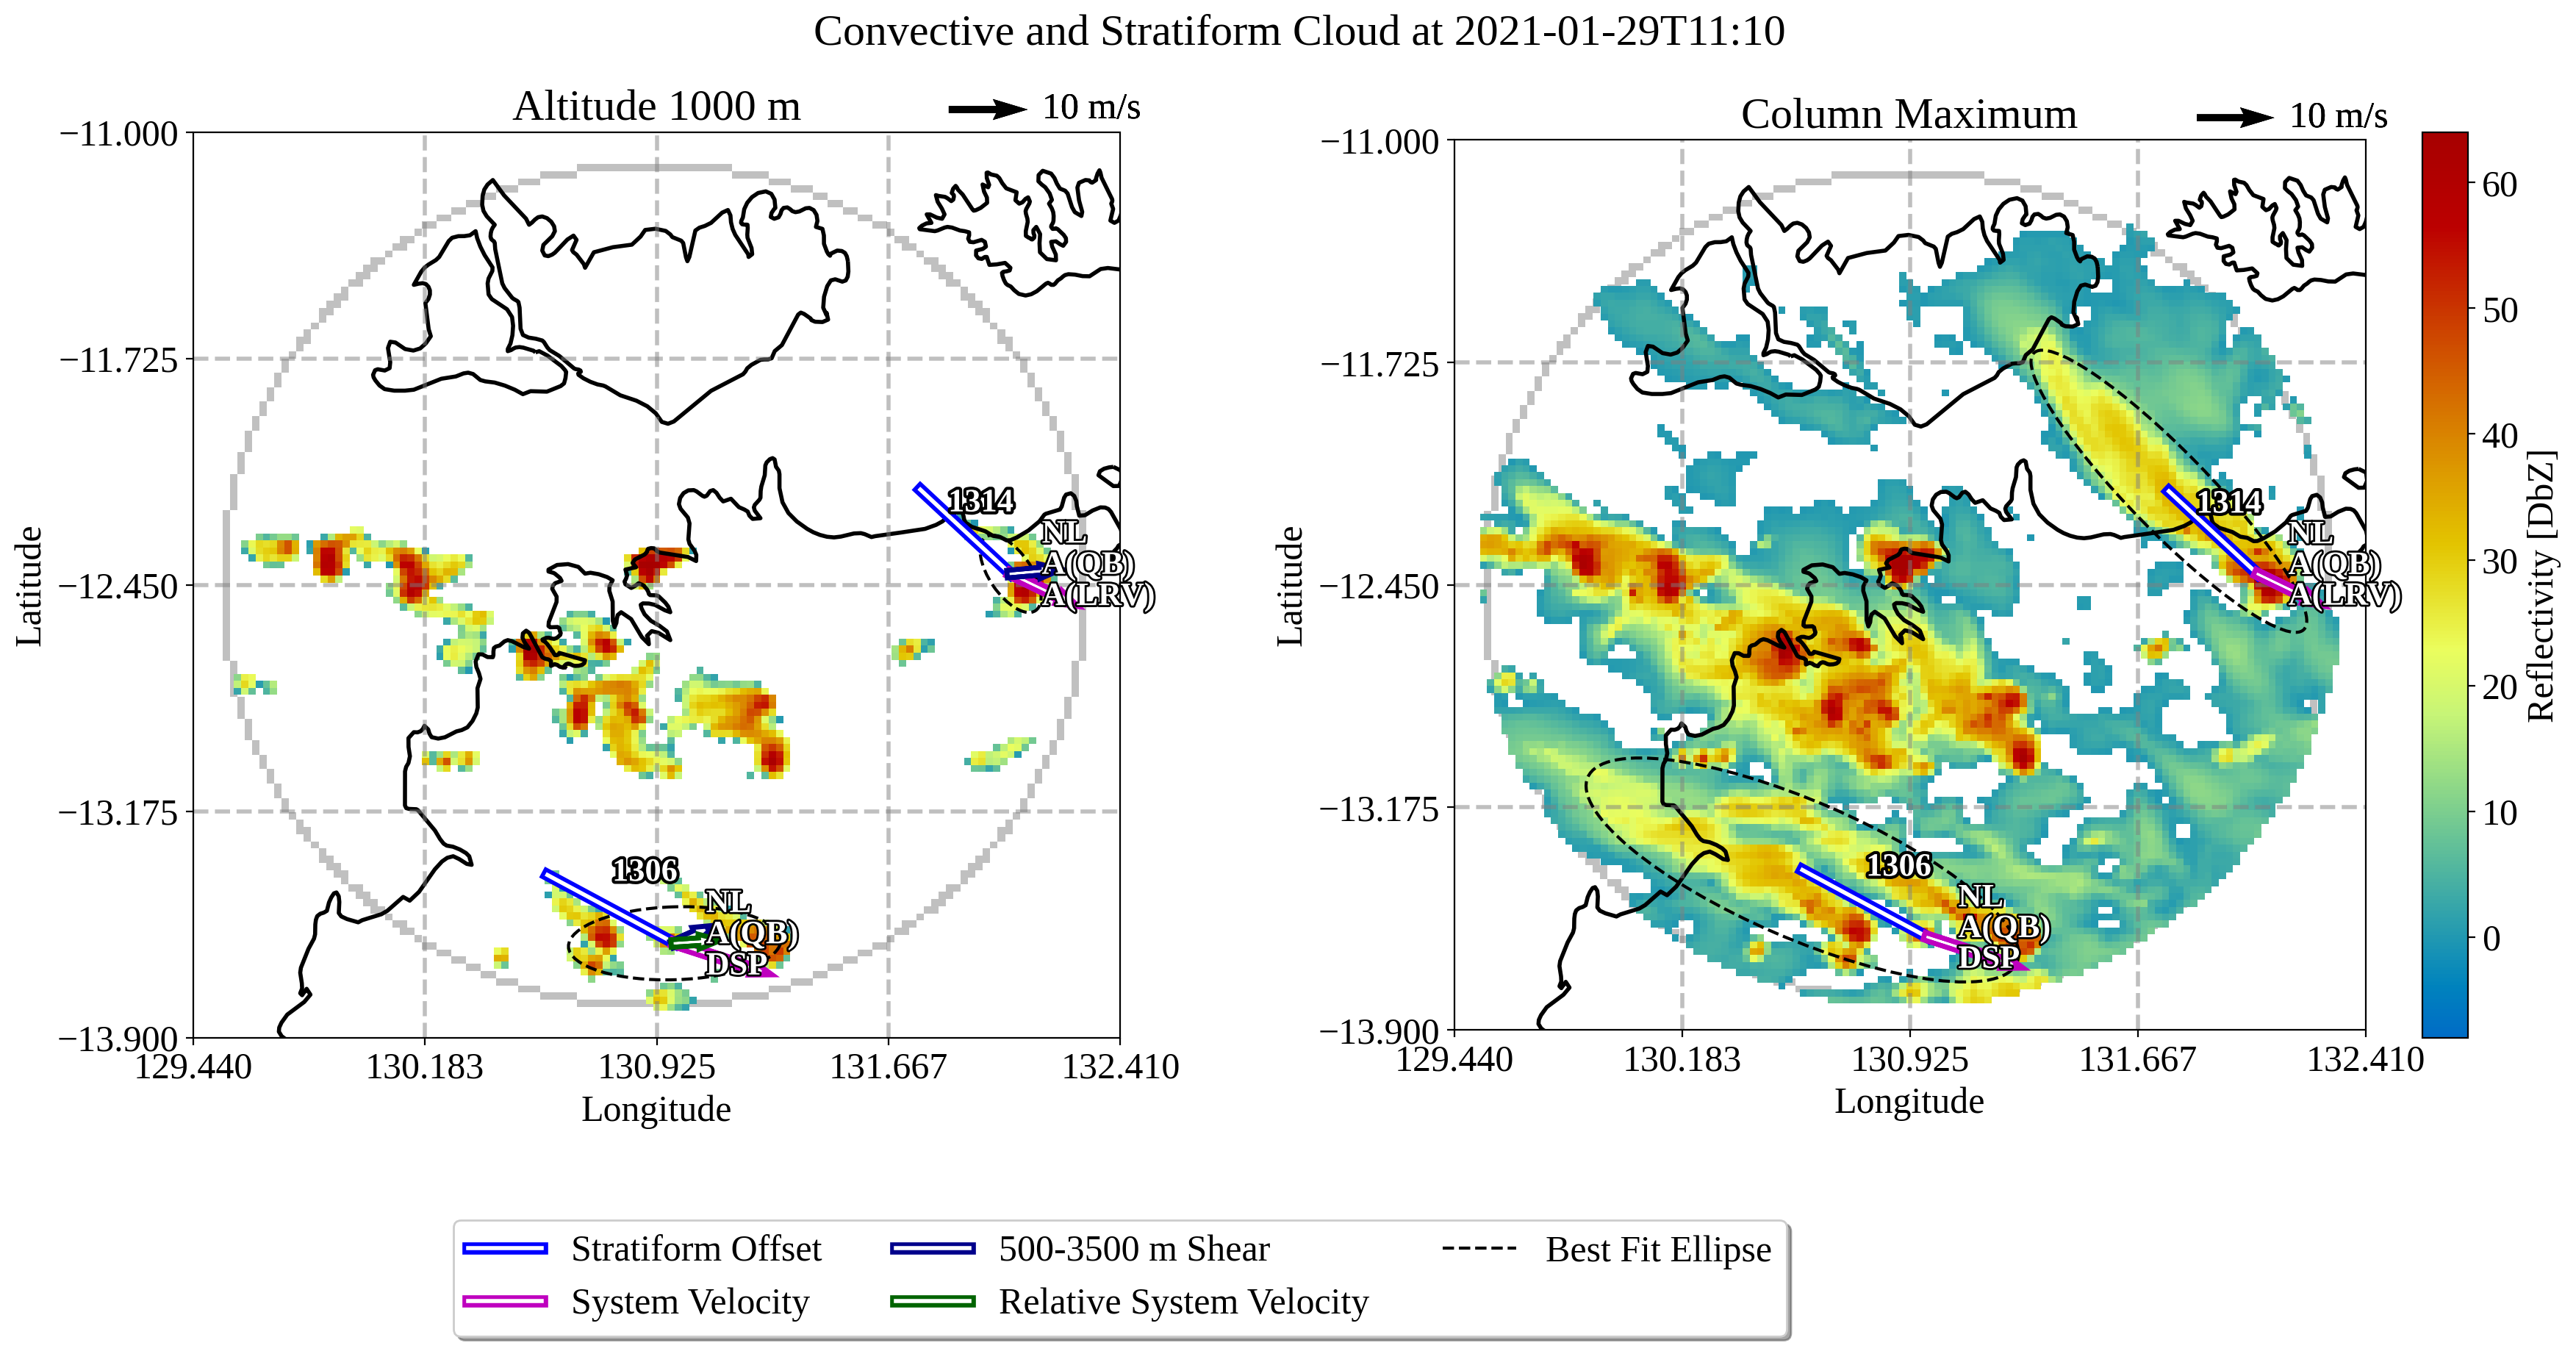 Convective and Stratiform Cloud at 2021-01-29T11:10
Altitude 1000 m
10 m/s
−11.000
−11.725
−12.450
−13.175
−13.900
Latitude
129.440
130.183
130.925
131.667
132.410
Longitude
1314
NL
A(QB)
A(LRV)
1306
NL
A(QB)
DSP
Column Maximum
10 m/s
−11.000
−11.725
−12.450
−13.175
−13.900
Latitude
129.440
130.183
130.925
131.667
132.410
Longitude
1314
NL
A(QB)
A(LRV)
1306
NL
A(QB)
DSP
60
50
40
30
20
10
0
Reflectivity [DbZ]
Stratiform Offset
System Velocity
500-3500 m Shear
Relative System Velocity
Best Fit Ellipse